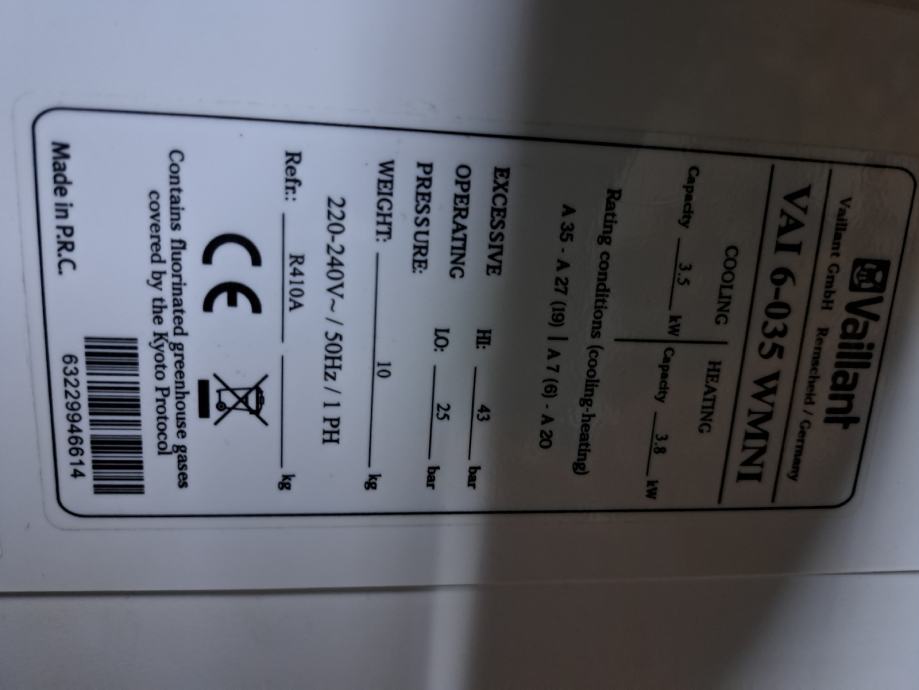 Vaillant
Vaillant GmbH Remscheid / Germany
VAI 6-035 WMNI
COOLING HEATING
Capacity 3.5 kW Capacity 3.8 kW
Rating conditions (cooling-heating)
A 35 - A 27 (19) | A 7 (6) - A 20
EXCESSIVE HI: 43 bar
OPERATING LO: 25 bar
PRESSURE:
WEIGHT: 10 kg
220-240V~ / 50Hz / 1 PH
Refr.: R410A kg
CE
Contains fluorinated greenhouse gases
covered by the Kyoto Protocol
Made in P.R.C. 63229946614